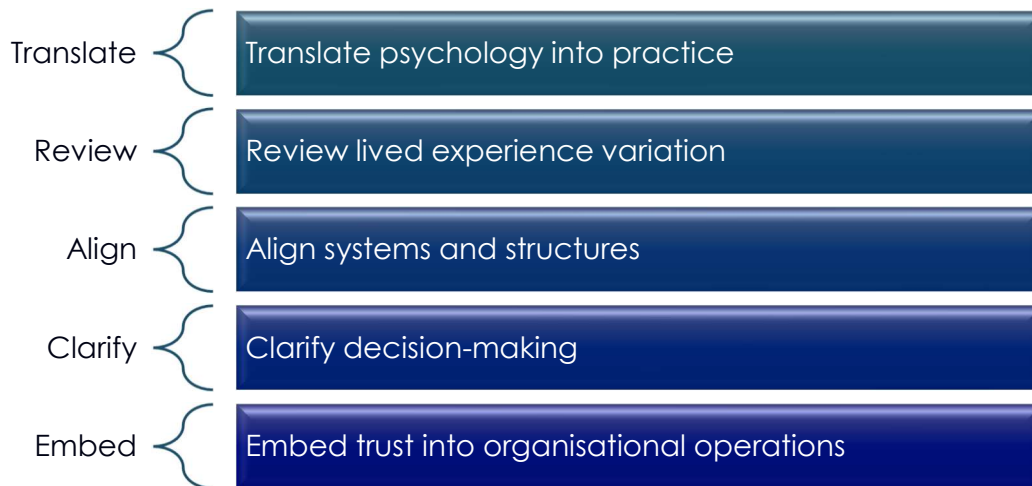 Translate
Translate psychology into practice
Review
Review lived experience variation
Align
Align systems and structures
Clarify
Clarify decision-making
Embed
Embed trust into organisational operations